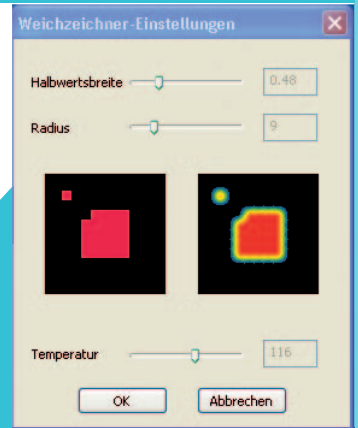 Weichzeichner-Einstellungen
Halbwertsbreite 0.48
Radius 9
Temperatur 116
OK Abbrechen